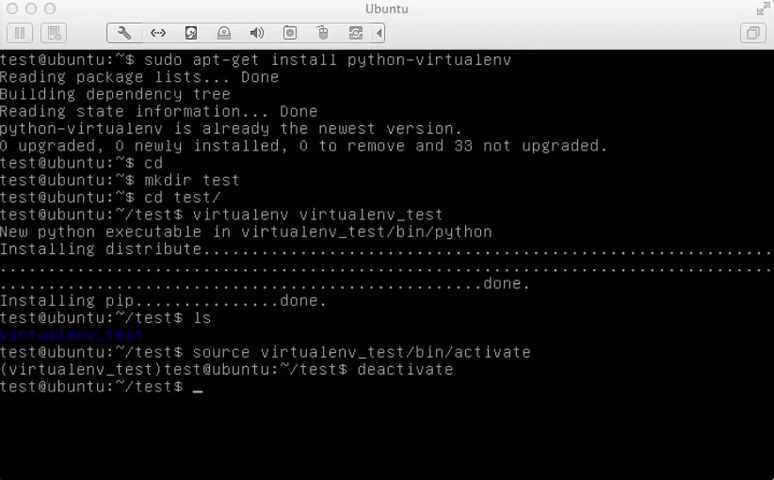 Ubuntu
test@ubuntu:~$ sudo apt-get install python-virtualenv
Reading package lists... Done
Building dependency tree
Reading state information... Done
python-virtualenv is already the newest version.
0 upgraded, 0 newly installed, 0 to remove and 33 not upgraded.
test@ubuntu:~$ cd
test@ubuntu:~$ mkdir test
test@ubuntu:~$ cd test/
test@ubuntu:~/test$ virtualenv virtualenv_test
New python executable in virtualenv_test/bin/python
Installing distribute...........................................................
................................................................................
..................................................done.
Installing pip...............done.
test@ubuntu:~/test$ ls
virtualenv_test
test@ubuntu:~/test$ source virtualenv_test/bin/activate
(virtualenv_test)test@ubuntu:~/test$ deactivate
test@ubuntu:~/test$ _